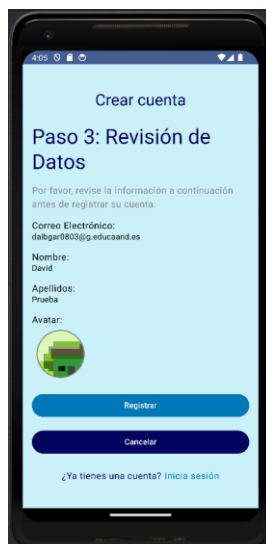 4:05
Crear cuenta
Paso 3: Revisión de
Datos
Por favor, revise la información a continuación
antes de registrar su cuenta.
Correo Electrónico:
dalbgar0803@g.educaand.es
Nombre:
David
Apellidos:
Prueba
Avatar:
Registrar
Cancelar
¿Ya tienes una cuenta? Inicia sesión